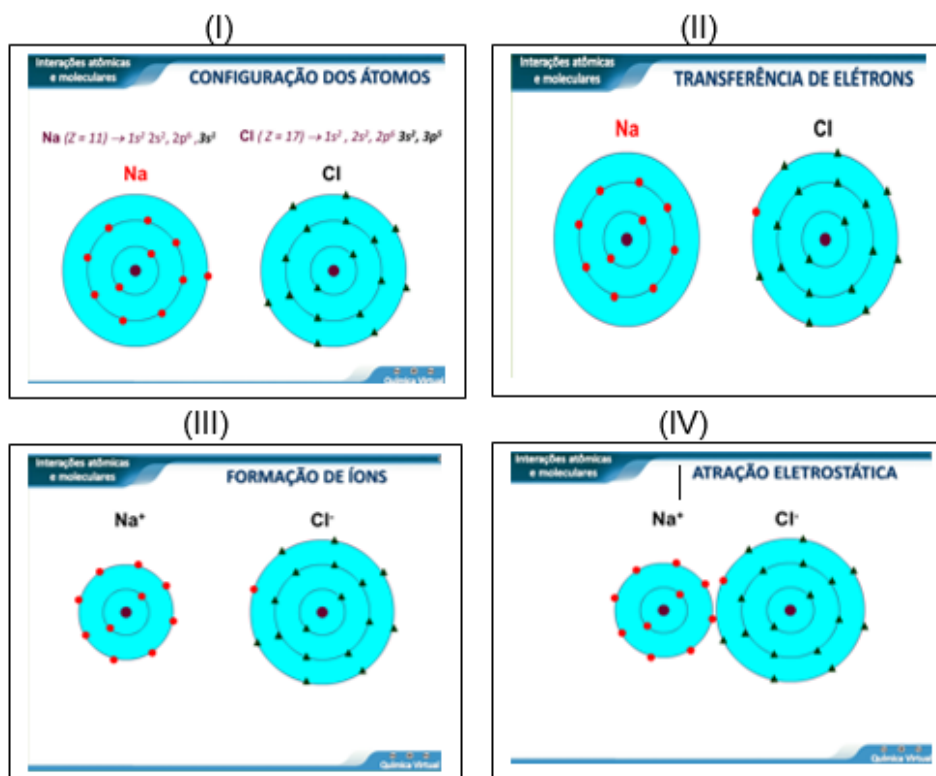 (I)
Interações atômicas
e moleculares
CONFIGURAÇÃO DOS ÁTOMOS
Na (Z = 11) → 1s² 2s², 2p⁶ ,3s¹
Cl ( Z = 17) → 1s² , 2s², 2p⁶ 3s², 3p⁵
Na
Cl
Química Virtual
(II)
Interações atômicas
e moleculares
TRANSFERÊNCIA DE ELÉTRONS
Na
Cl
(III)
Interações atômicas
e moleculares
FORMAÇÃO DE ÍONS
Na⁺
Cl⁻
Química Virtual
(IV)
Interações atômicas
e moleculares
ATRAÇÃO ELETROSTÁTICA
Na⁺
Cl⁻
Química Virtual